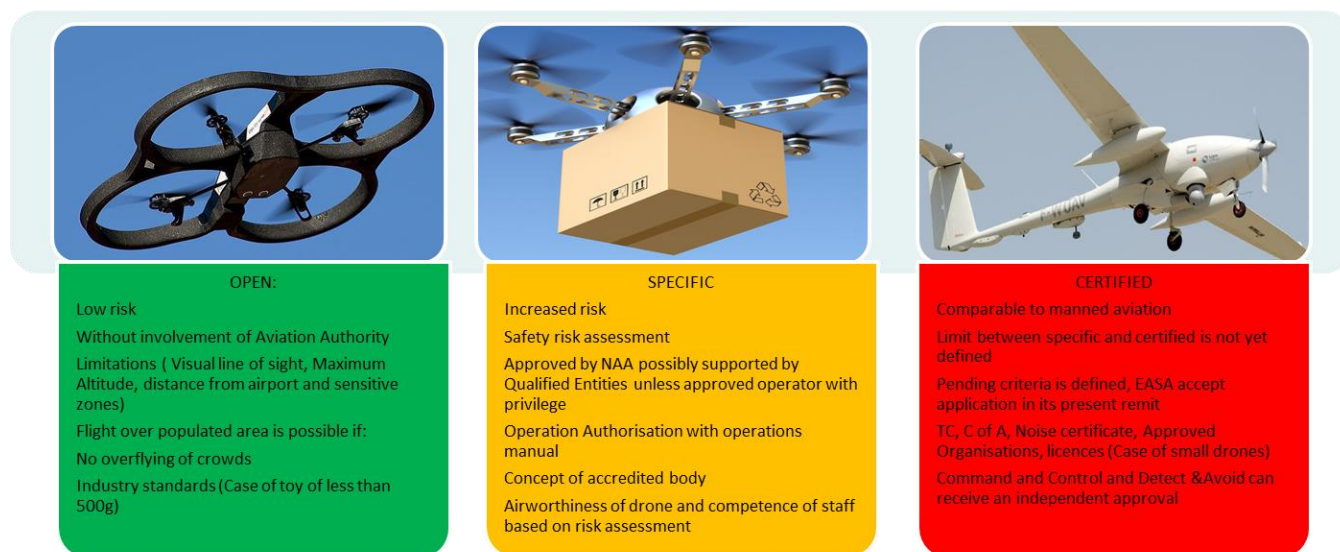 OPEN:
Low risk
Without involvement of Aviation Authority
Limitations ( Visual line of sight, Maximum
Altitude, distance from airport and sensitive
zones)
Flight over populated area is possible if:
No overflying of crowds
Industry standards (Case of toy of less than
500g)
SPECIFIC
Increased risk
Safety risk assessment
Approved by NAA possibly supported by
Qualified Entities unless approved operator with
privilege
Operation Authorisation with operations
manual
Concept of accredited body
Airworthiness of drone and competence of staff
based on risk assessment
CERTIFIED
Comparable to manned aviation
Limit between specific and certified is not yet
defined
Pending criteria is defined, EASA accept
application in its present remit
TC, C of A, Noise certificate, Approved
Organisations, licences (Case of small drones)
Command and Control and Detect &Avoid can
receive an independent approval